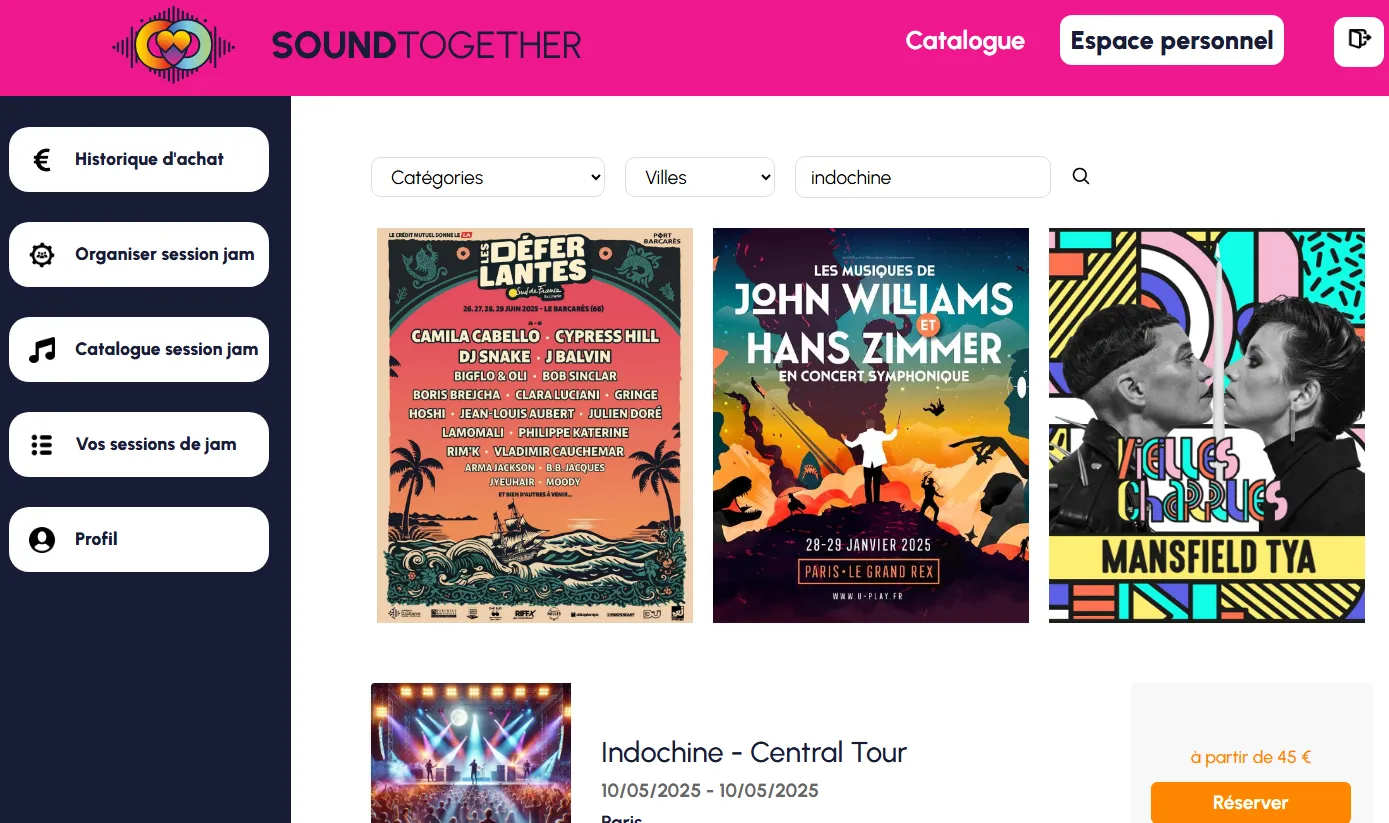 SOUNDTOGETHER
Catalogue
Espace personnel
Historique d'achat
Organiser session jam
Catalogue session jam
Vos sessions de jam
Profil
Catégories
Villes
indochine
LE CRÉDIT MUTUEL DONNE LE LA
PORT BARCARÈS
LES DÉFERLANTES
Sud de France
26.27.28.29 JUIN 2025 - LE BARCARÈS (66)
CAMILA CABELLO · CYPRESS HILL
DJ SNAKE · J BALVIN
BIGFLO & OLI · BOB SINCLAR
BORIS BREJCHA · CLARA LUCIANI · GRINGE
HOSHI · JEAN-LOUIS AUBERT · JULIEN DORÉ
LAMOMALI · PHILIPPE KATERINE
RIM'K · VLADIMIR CAUCHEMAR
ARMA JACKSON · B.B. JACQUES
JYEUHAIR · MOODY
ET BIEN D'AUTRES À VENIR...
RIFFX
LES MUSIQUES DE
JOHN WILLIAMS
ET
HANS ZIMMER
EN CONCERT SYMPHONIQUE
28-29 JANVIER 2025
PARIS • LE GRAND REX
WWW.U-PLAY.FR
VIEILLES
CHARRUES
MANSFIELD TYA
Indochine - Central Tour
10/05/2025 - 10/05/2025
Paris
à partir de 45 €
Réserver